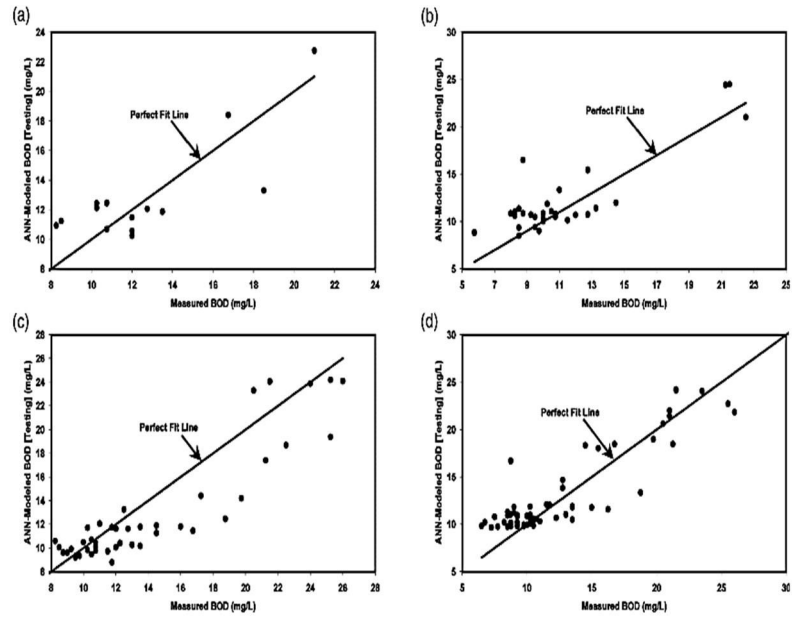 (a)
ANN-Modeled BOD [Testing] (mg/L)
24
22
20
18
16
14
12
10
8
Perfect Fit Line
8 10 12 14 16 18 20 22 24
Measured BOD (mg/L)
(b)
ANN-Modeled BOD [Testing] (mg/L)
30
25
20
15
10
5
Perfect Fit Line
5 7 9 11 13 15 17 19 21 23 25
Measured BOD (mg/L)
(c)
ANN-Modeled BOD [Testing] (mg/L)
28
26
24
22
20
18
16
14
12
10
8
Perfect Fit Line
8 10 12 14 16 18 20 22 24 26 28
Measured BOD (mg/L)
(d)
ANN-Modeled BOD [Testing] (mg/L)
30
25
20
15
10
5
Perfect Fit Line
5 10 15 20 25 30
Measured BOD (mg/L)